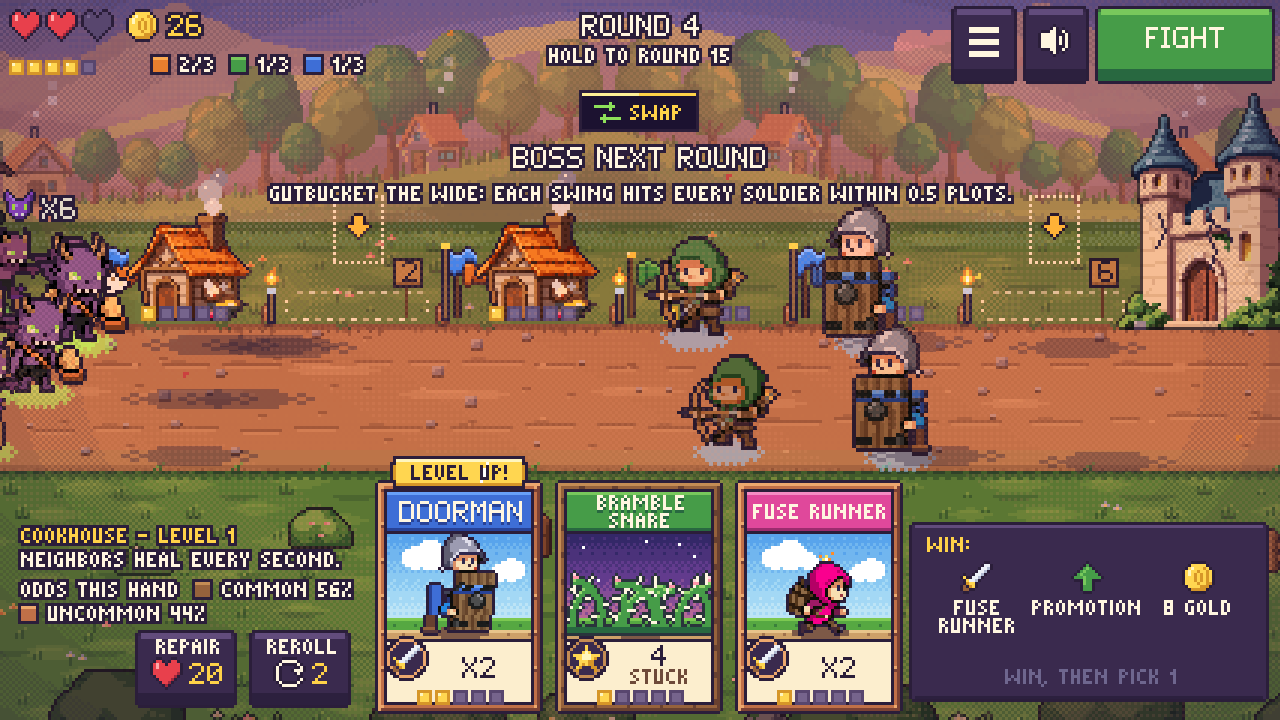 26
2/3 1/3 1/3
ROUND 4
HOLD TO ROUND 15
FIGHT
SWAP
BOSS NEXT ROUND
GUTBUCKET THE WIDE: EACH SWING HITS EVERY SOLDIER WITHIN 0.5 PLOTS.
X6
2
6
LEVEL UP!
DOORMAN
X2
BRAMBLE
SNARE
4
STUCK
FUSE RUNNER
X2
COOKHOUSE - LEVEL 1
NEIGHBORS HEAL EVERY SECOND.
ODDS THIS HAND COMMON 56%
UNCOMMON 44%
REPAIR
20
REROLL
2
WIN:
FUSE
RUNNER
PROMOTION
8 GOLD
WIN, THEN PICK 1